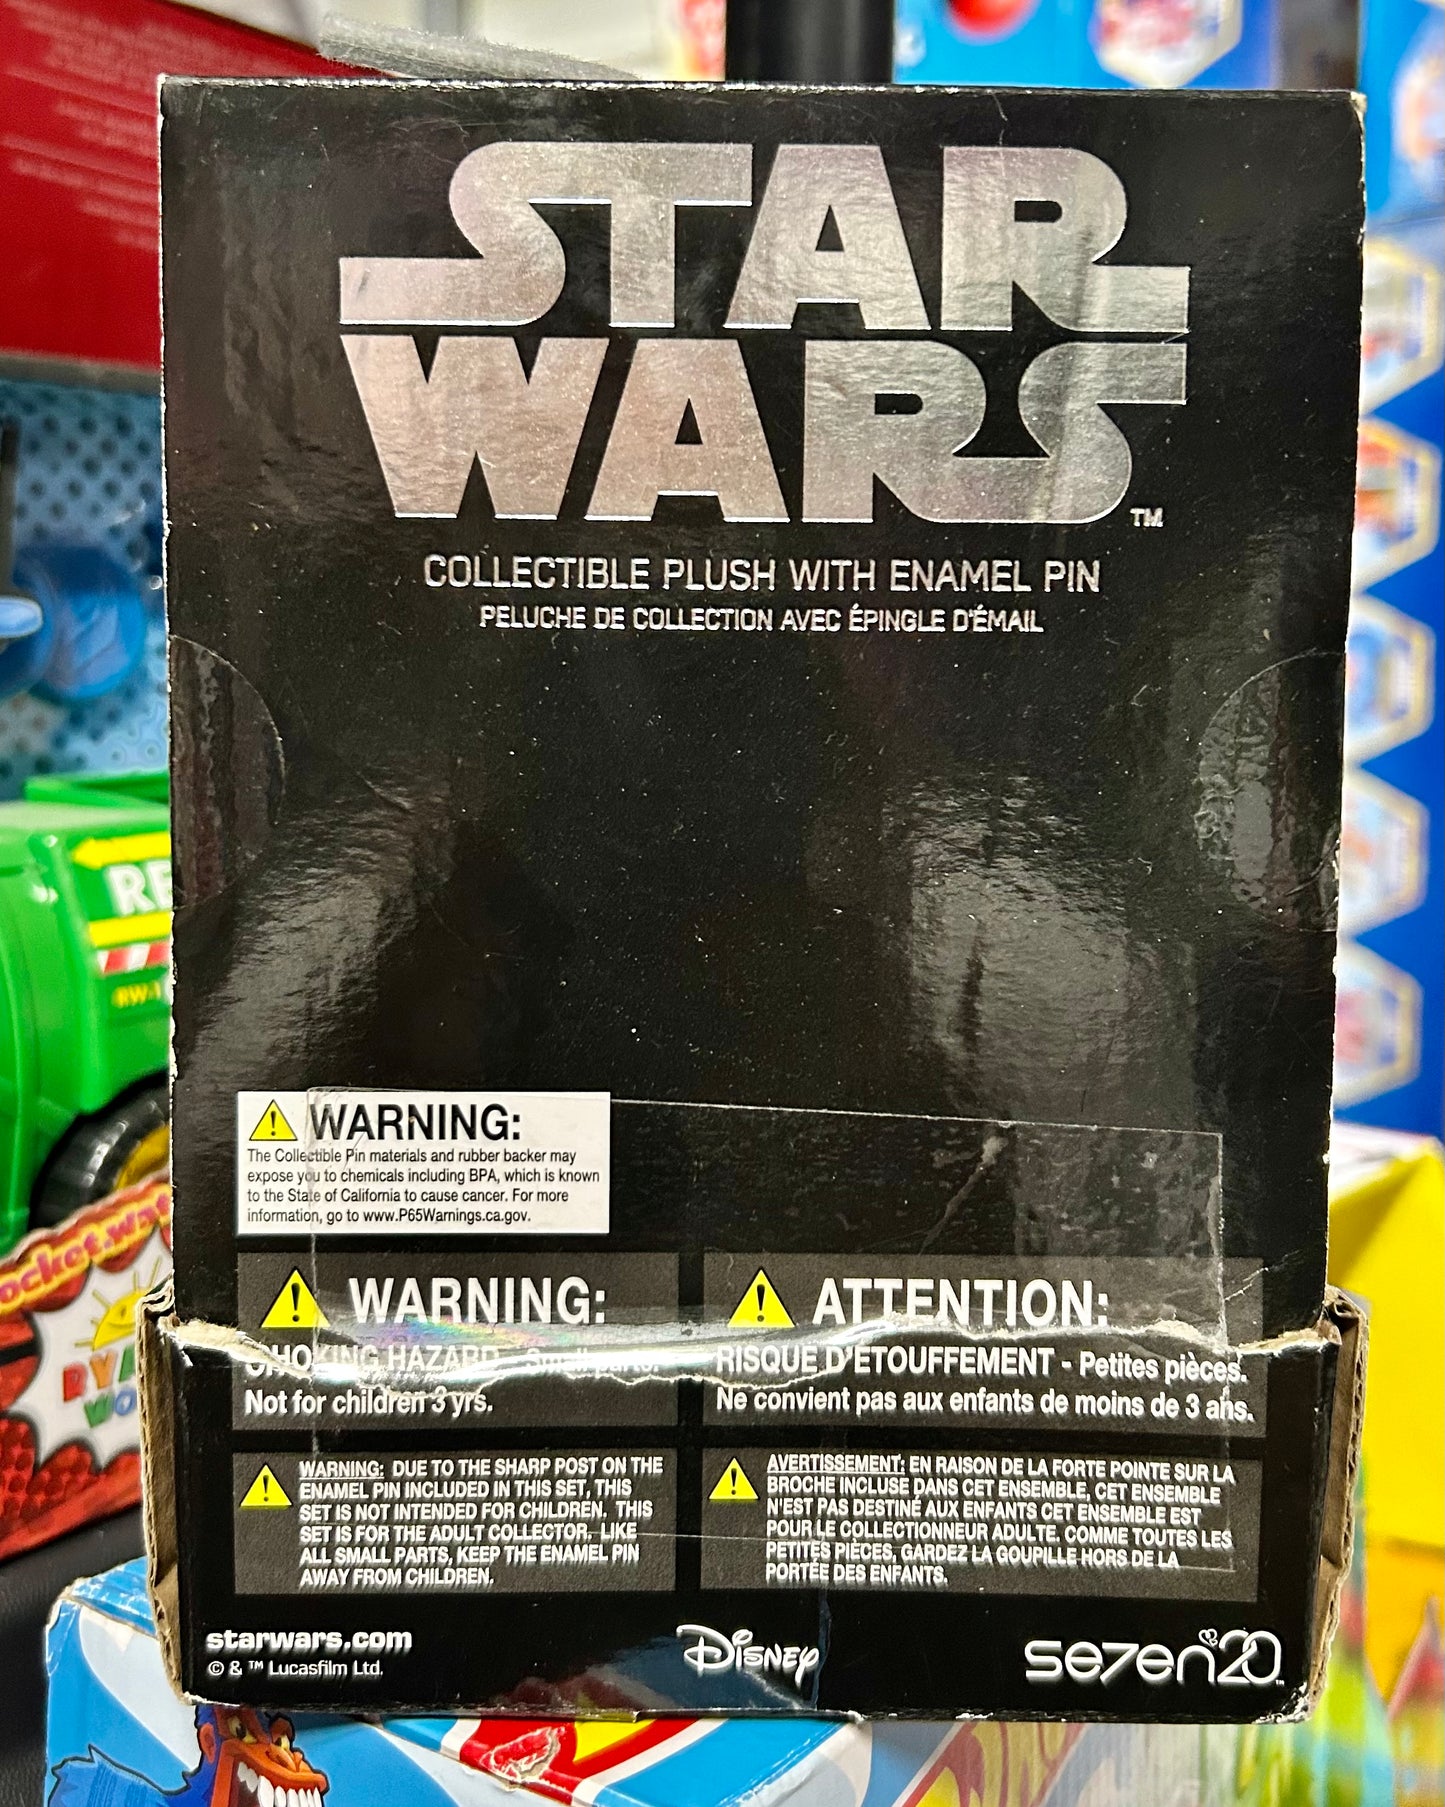 STAR
WARS
TM
COLLECTIBLE PLUSH WITH ENAMEL PIN
PELUCHE DE COLLECTION AVEC ÉPINGLE D'ÉMAIL
WARNING:
The Collectible Pin materials and rubber backer may
expose you to chemicals including BPA, which is known
to the State of California to cause cancer. For more
information, go to www.P65Warnings.ca.gov.
WARNING:
CHOKING HAZARD - Small parts.
Not for children 3 yrs.
ATTENTION:
RISQUE D'ÉTOUFFEMENT - Petites pièces.
Ne convient pas aux enfants de moins de 3 ans.
WARNING: DUE TO THE SHARP POST ON THE
ENAMEL PIN INCLUDED IN THIS SET, THIS
SET IS NOT INTENDED FOR CHILDREN. THIS
SET IS FOR THE ADULT COLLECTOR. LIKE
ALL SMALL PARTS, KEEP THE ENAMEL PIN
AWAY FROM CHILDREN.
AVERTISSEMENT: EN RAISON DE LA FORTE POINTE SUR LA
BROCHE INCLUSE DANS CET ENSEMBLE, CET ENSEMBLE
N'EST PAS DESTINÉ AUX ENFANTS CET ENSEMBLE EST
POUR LE COLLECTIONNEUR ADULTE. COMME TOUTES LES
PETITES PIÈCES, GARDEZ LA GOUPILLE HORS DE LA
PORTÉE DES ENFANTS.
starwars.com
© & ™ Lucasfilm Ltd.
DISNEY
se7en20
RE
RW-1